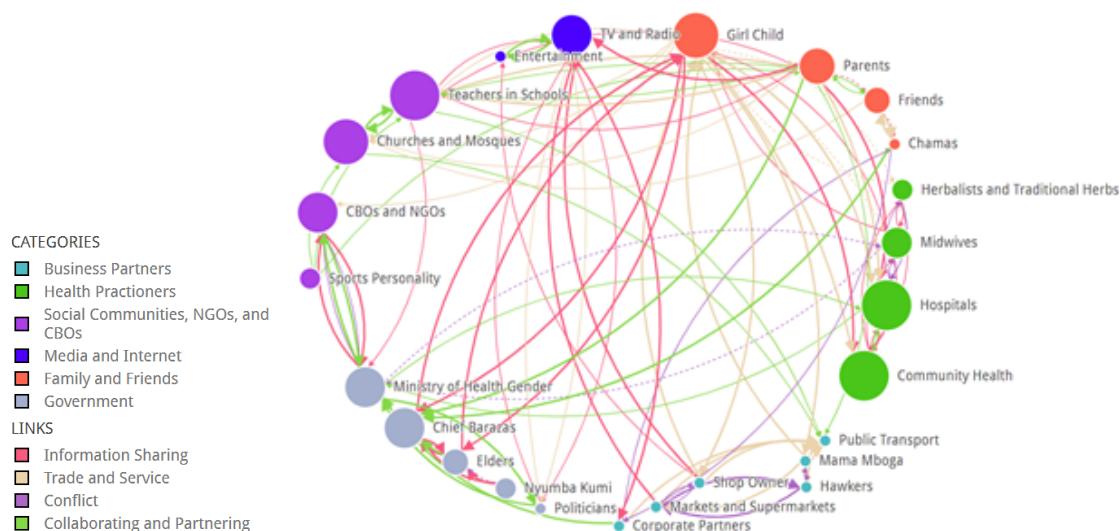 TV and Radio
Girl Child
Entertainment
Parents
Teachers in Schools
Friends
Churches and Mosques
Chamas
Herbalists and Traditional Herbs
CBOs and NGOs
Midwives
Sports Personality
Hospitals
Community Health
Ministry of Health Gender
Chief Barazas
Public Transport
Elders
Mama Mboga
Nyumba Kumi
Shop Owner
Hawkers
Politicians
Markets and Supermarkets
Corporate Partners
CATEGORIES
Business Partners
Health Practioners
Social Communities, NGOs, and
CBOs
Media and Internet
Family and Friends
Government
LINKS
Information Sharing
Trade and Service
Conflict
Collaborating and Partnering